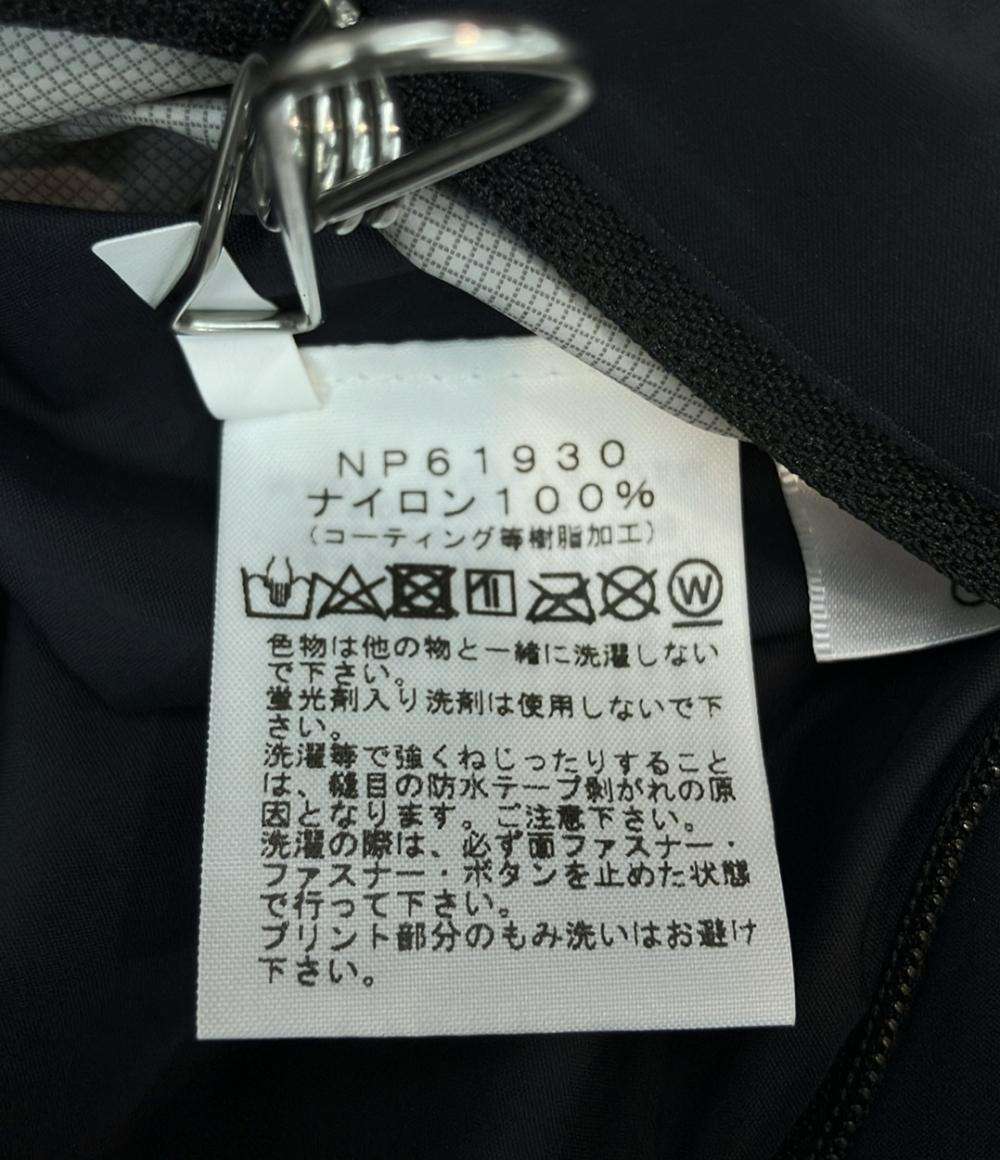 NP61930
ナイロン100%
(コーティング等樹脂加工)
W
色物は他の物と一緒に洗濯しない
で下さい。
蛍光剤入り洗剤は使用しないで下
さい。
洗濯等で強くねじったりすること
は、縫目の防水テープ剝がれの原
因となります。ご注意下さい。
洗濯の際は、必ず面ファスナー・
ファスナー・ボタンを止めた状態
で行って下さい。
プリント部分のもみ洗いはお避け
下さい。